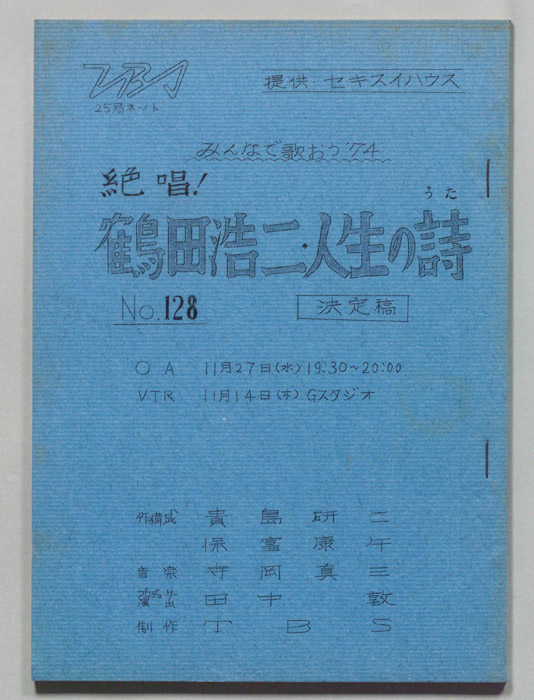 TBS
25局ネット
提供・セキスイハウス
みんなで歌おう'74
絶唱!
うた
鶴田浩二・人生の詩
No.128
決定稿
OA 11月27日(水)19:30~20:00
VTR 11月14日(木)Gスタジオ
構成 貴島研二
保富康午
音楽 寺岡真三
演出 田中敦
制作 TBS